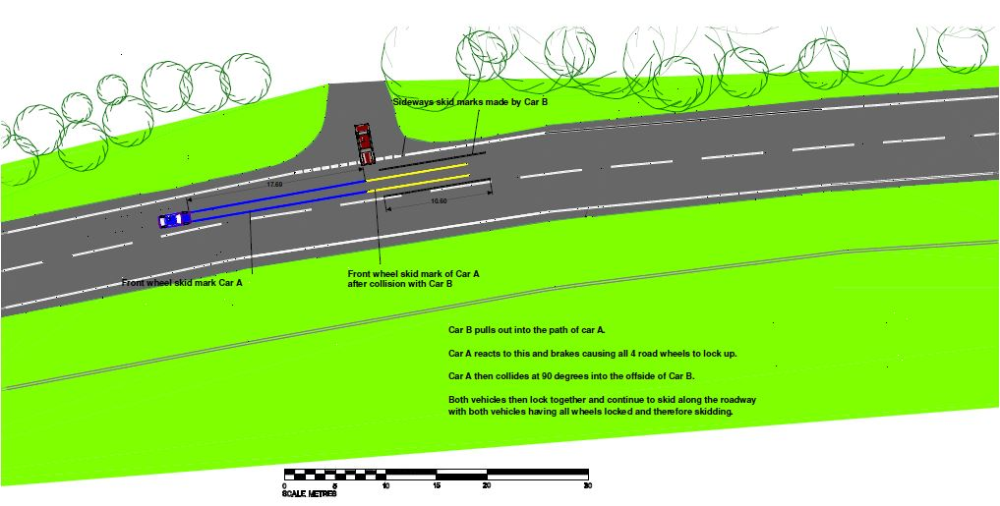 Sideways skid marks made by Car B
17.60
10.60
Front wheel skid mark Car A
Front wheel skid mark of Car A
after collision with Car B
Car B pulls out into the path of car A.
Car A reacts to this and brakes causing all 4 road wheels to lock up.
Car A then collides at 90 degrees into the offside of Car B.
Both vehicles then lock together and continue to skid along the roadway
with both vehicles having all wheels locked and therefore skidding.
0 5 10 15 20 30
SCALE METRES